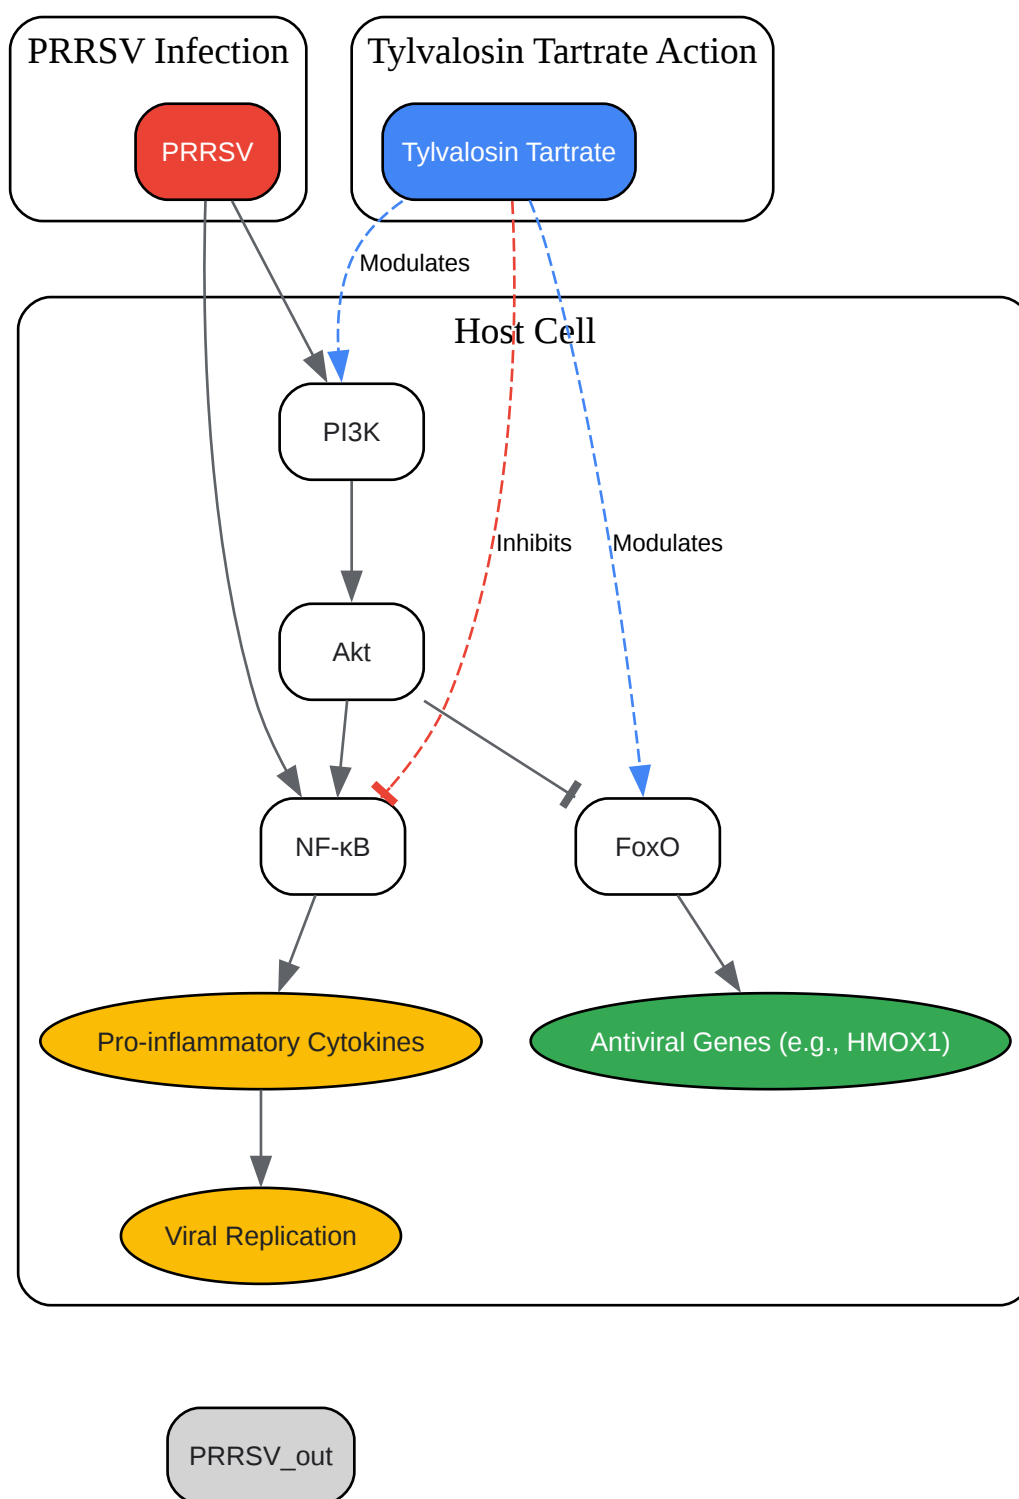 PRRSV Infection
Tylvalosin Tartrate Action
PRRSV
Tylvalosin Tartrate
Modulates
Host Cell
PI3K
Inhibits
Modulates
Akt
NF-κB
FoxO
Pro-inflammatory Cytokines
Antiviral Genes (e.g., HMOX1)
Viral Replication
PRRSV_out